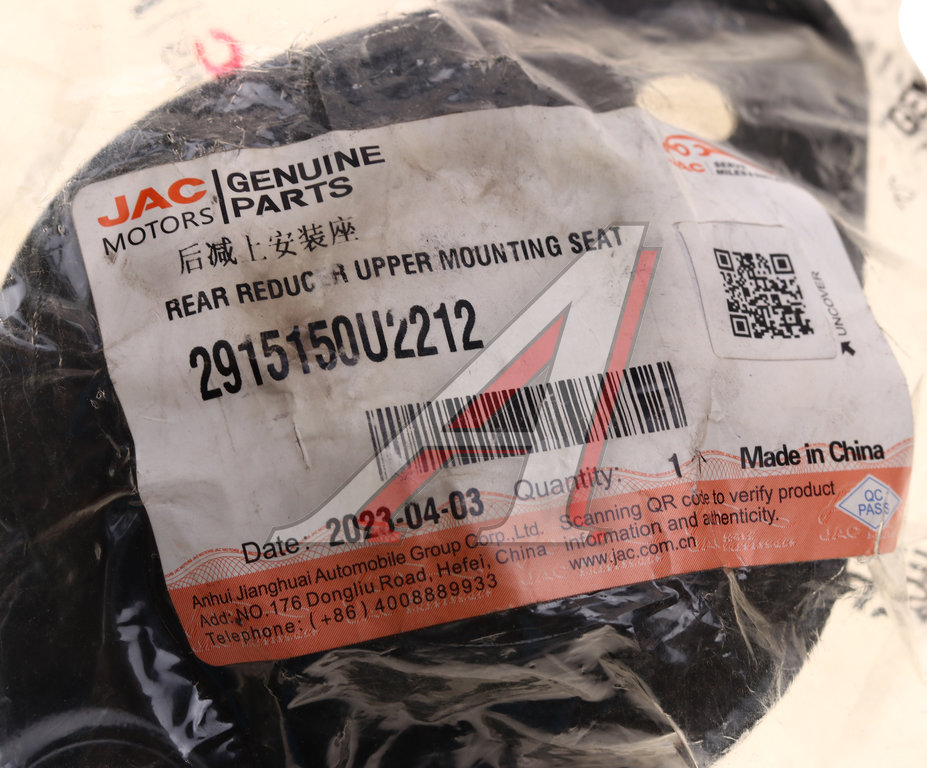 JAC
MOTORS
GENUINE
PARTS
JAC
后减上安装座
REAR REDUC R UPPER MOUNTING SEAT
2915150U2212
UNCOVER
Date: 2023-04-03
Quantity: 1
Made in China
Anhui Jianghuai Automobile Group Corp.,Ltd.
Add: NO.176 Dongliu Road, Hefei, China
Telephone: (+86)4008889933
Scanning QR code to verify product
information and authenticity.
www.jac.com.cn
QC
PASS